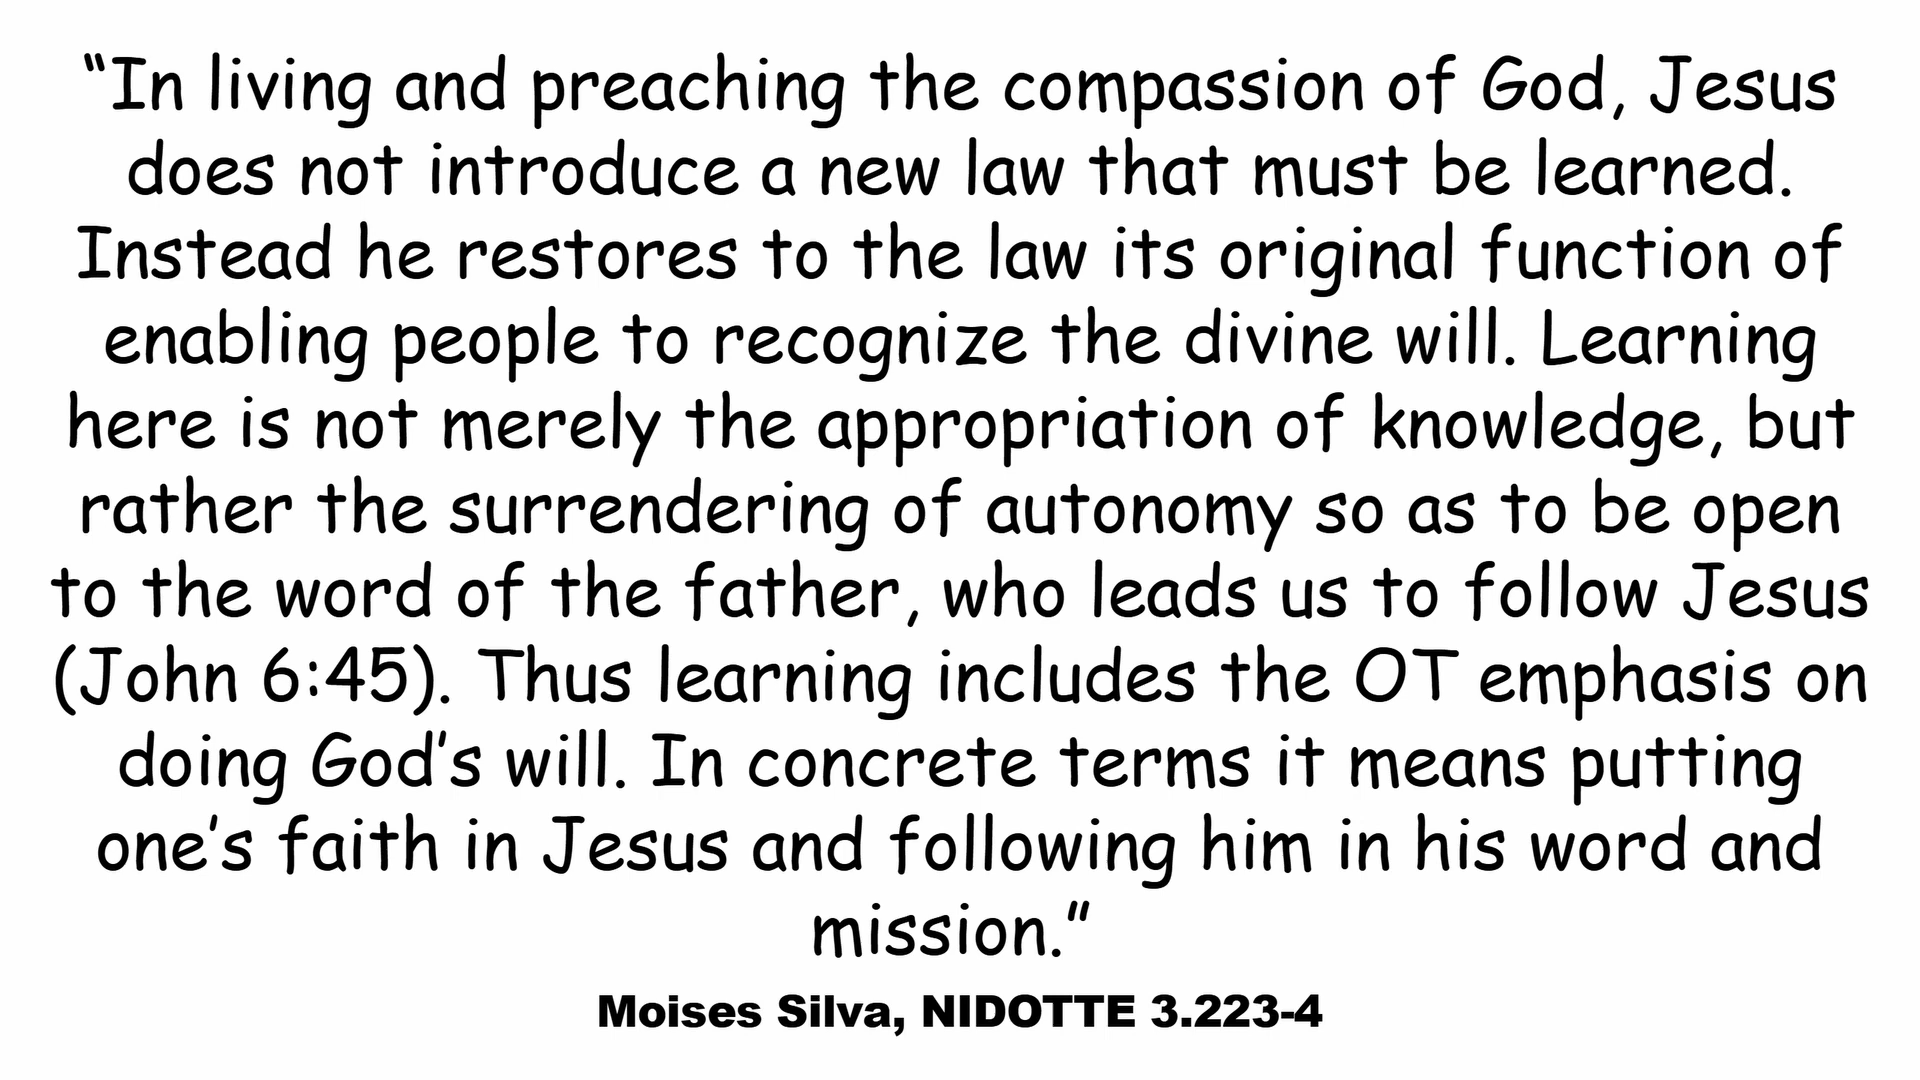 “In living and preaching the compassion of God, Jesus
does not introduce a new law that must be learned.
Instead he restores to the law its original function of
enabling people to recognize the divine will. Learning
here is not merely the appropriation of knowledge, but
rather the surrendering of autonomy so as to be open
to the word of the father, who leads us to follow Jesus
(John 6:45). Thus learning includes the OT emphasis on
doing God’s will. In concrete terms it means putting
one’s faith in Jesus and following him in his word and
mission.”
Moises Silva, NIDOTTE 3.223-4